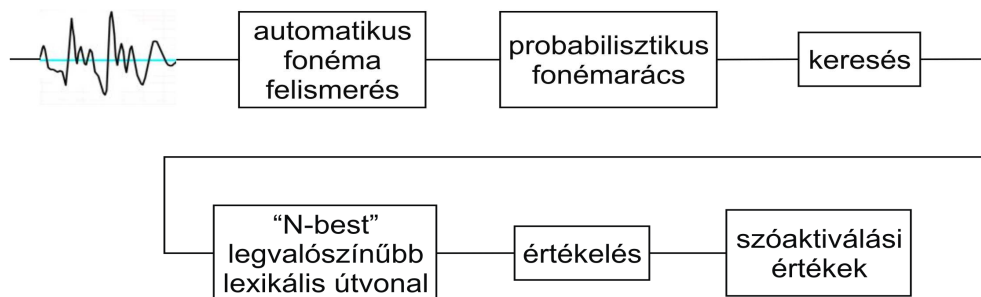 automatikus
fonéma
felismerés
probabilisztikus
fonémarács
keresés
“N-best”
legvalószínűbb
lexikális útvonal
értékelés
szóaktiválási
értékek